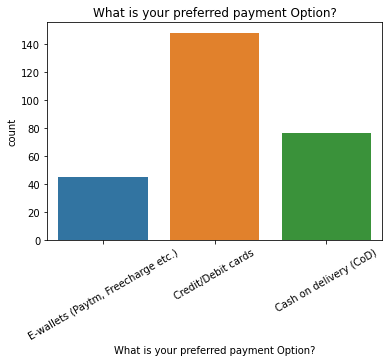 What is your preferred payment Option?
140
120
100
80
60
40
20
0
count
E-wallets (Paytm, Freecharge etc.)
Credit/Debit cards
Cash on delivery (CoD)
What is your preferred payment Option?